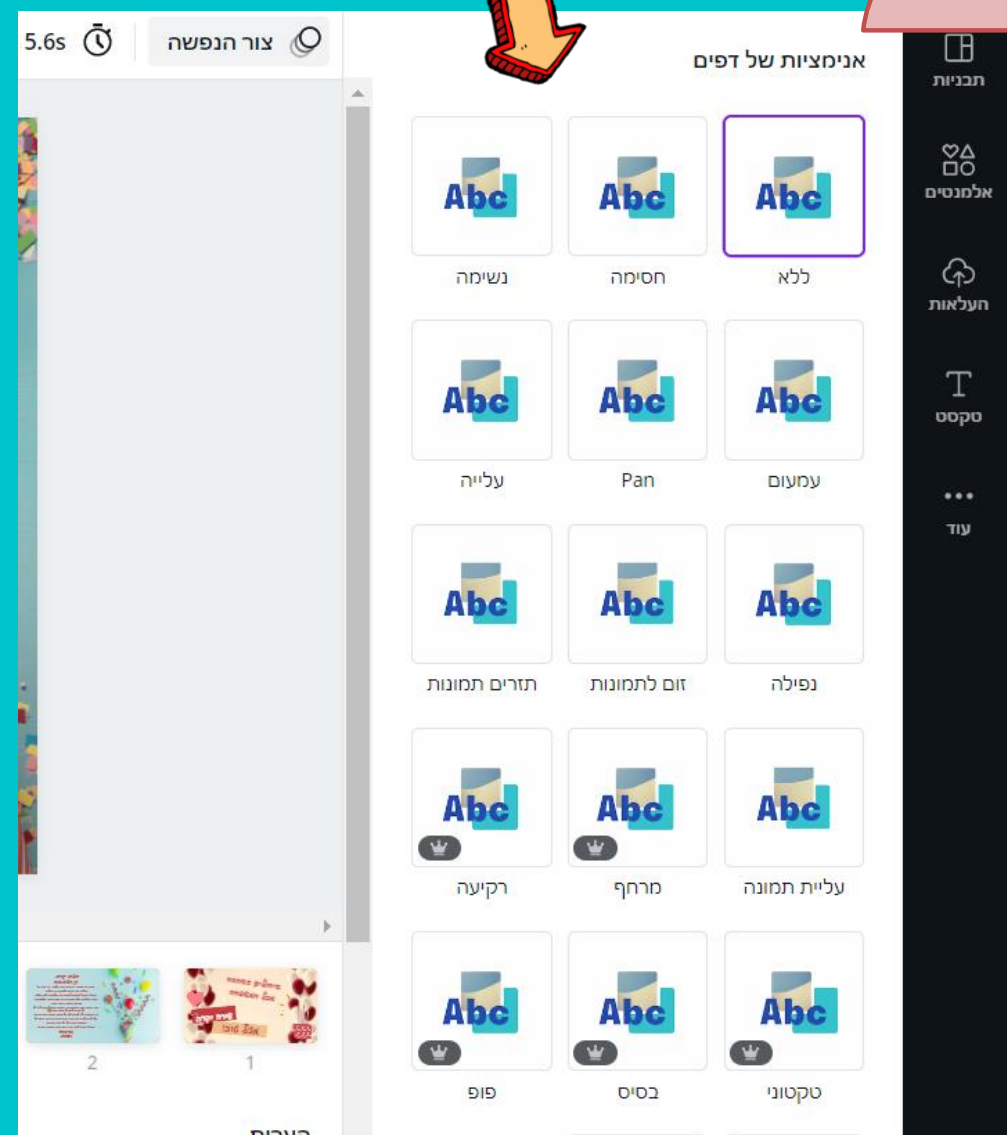 תבניות
אלמנטים
העלאות
טקסט
עוד
אנימציות של דפים
Abc Abc Abc
ללא חסימה נשימה
Abc Abc Abc
עמעום Pan עלייה
Abc Abc Abc
נפילה זום לתמונות תזרים תמונות
Abc Abc Abc
עליית תמונה מרחף רקיעה
Abc Abc Abc
טקטוני בסיס פופ
צור הנפשה 5.6s
1 2